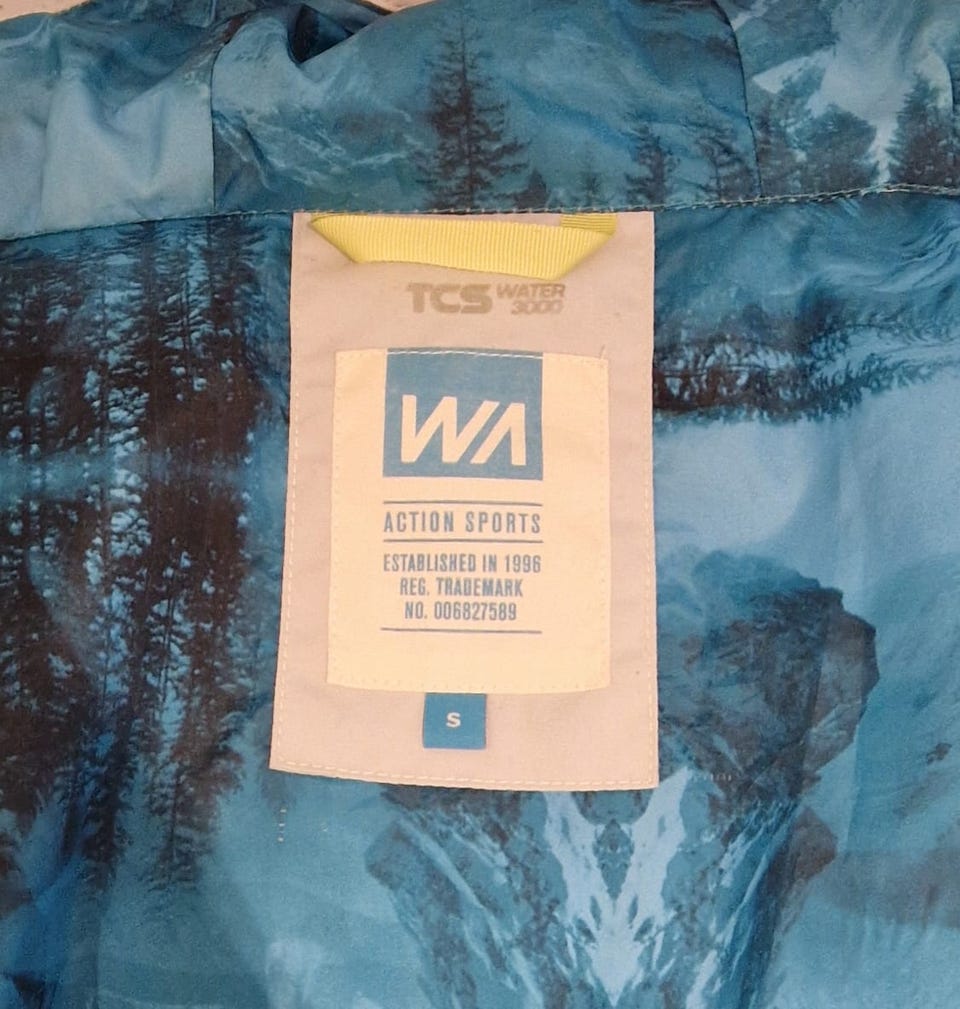 TCS WATER
3000
WA
ACTION SPORTS
ESTABLISHED IN 1996
REG. TRADEMARK
NO. 006827589
S